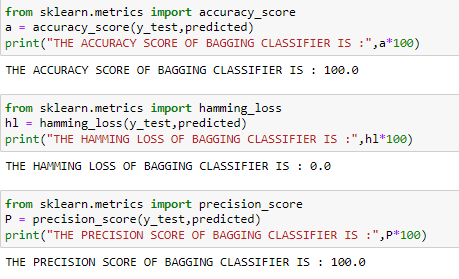 from sklearn.metrics import accuracy_score
a = accuracy_score(y_test,predicted)
print("THE ACCURACY SCORE OF BAGGING CLASSIFIER IS :",a*100)
THE ACCURACY SCORE OF BAGGING CLASSIFIER IS : 100.0
from sklearn.metrics import hamming_loss
hl = hamming_loss(y_test,predicted)
print("THE HAMMING LOSS OF BAGGING CLASSIFIER IS :",hl*100)
THE HAMMING LOSS OF BAGGING CLASSIFIER IS : 0.0
from sklearn.metrics import precision_score
P = precision_score(y_test,predicted)
print("THE PRECISION SCORE OF BAGGING CLASSIFIER IS :",P*100)
THE PRECISION SCORE OF BAGGING CLASSIFIER IS : 100.0